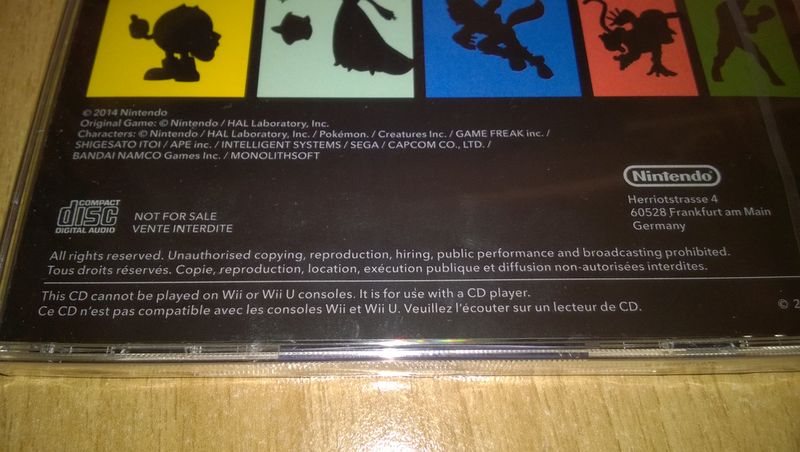 © 2014 Nintendo
Original Game: © Nintendo / HAL Laboratory, Inc.
Characters: © Nintendo / HAL Laboratory, Inc. / Pokémon. / Creatures Inc. / GAME FREAK inc. /
SHIGESATO ITOI / APE inc. / INTELLIGENT SYSTEMS / SEGA / CAPCOM CO., LTD. /
BANDAI NAMCO Games Inc. / MONOLITHSOFT
Nintendo
Herriotstrasse 4
60528 Frankfurt am Main
Germany
COMPACT
disc
DIGITAL AUDIO
NOT FOR SALE
VENTE INTERDITE
All rights reserved. Unauthorised copying, reproduction, hiring, public performance and broadcasting prohibited.
Tous droits réservés. Copie, reproduction, location, exécution publique et diffusion non-autorisées interdites.
This CD cannot be played on Wii or Wii U consoles. It is for use with a CD player.
Ce CD n'est pas compatible avec les consoles Wii et Wii U. Veuillez l'écouter sur un lecteur de CD.
©